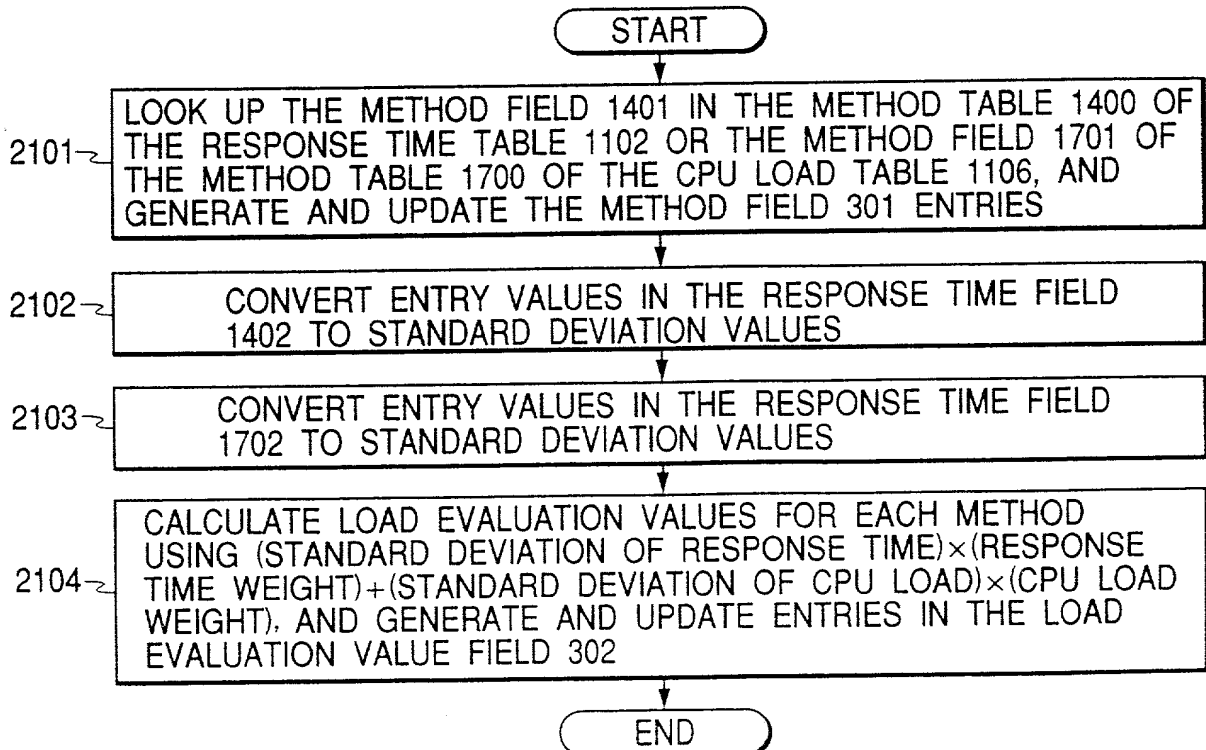 START
2101
LOOK UP THE METHOD FIELD 1401 IN THE METHOD TABLE 1400 OF
THE RESPONSE TIME TABLE 1102 OR THE METHOD FIELD 1701 OF
THE METHOD TABLE 1700 OF THE CPU LOAD TABLE 1106, AND
GENERATE AND UPDATE THE METHOD FIELD 301 ENTRIES
2102
CONVERT ENTRY VALUES IN THE RESPONSE TIME FIELD
1402 TO STANDARD DEVIATION VALUES
2103
CONVERT ENTRY VALUES IN THE RESPONSE TIME FIELD
1702 TO STANDARD DEVIATION VALUES
2104
CALCULATE LOAD EVALUATION VALUES FOR EACH METHOD
USING (STANDARD DEVIATION OF RESPONSE TIME)×(RESPONSE
TIME WEIGHT)+(STANDARD DEVIATION OF CPU LOAD)×(CPU LOAD
WEIGHT), AND GENERATE AND UPDATE ENTRIES IN THE LOAD
EVALUATION VALUE FIELD 302
END